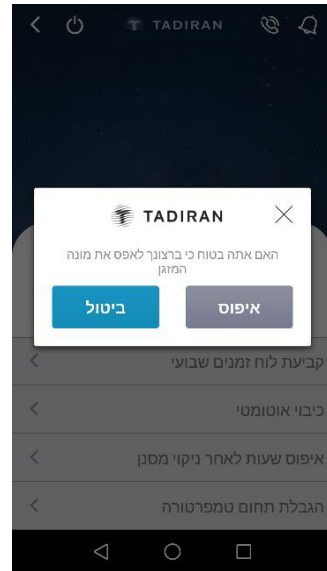 TADIRAN
TADIRAN
האם אתה בטוח כי ברצונך לאפס את מונה
המזגן
איפוס
ביטול
קביעת לוח זמנים שבועי
כיבוי אוטומטי
איפוס שעות לאחר ניקוי מסנן
הגבלת תחום טמפרטורה